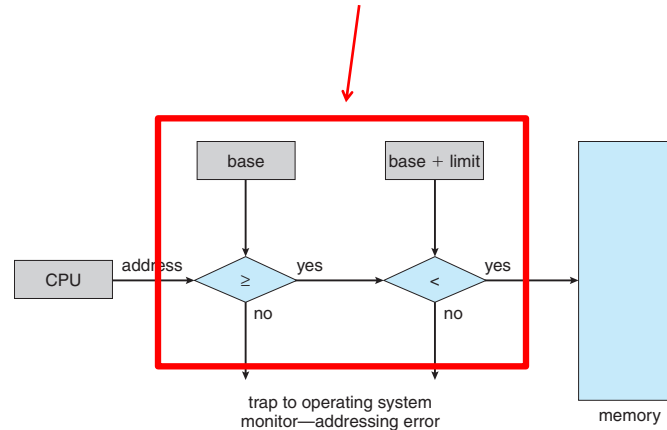 base
base + limit
address
yes
yes
CPU
≥
<
no
no
trap to operating system
monitor—addressing error
memory